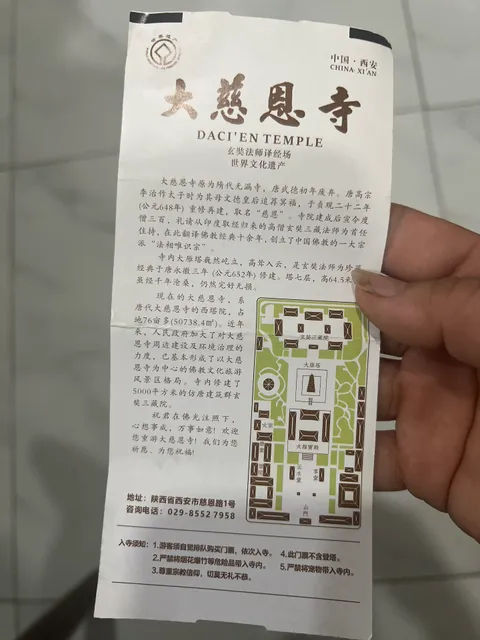 中国·西安
CHINA·XI'AN
大慈恩寺
DACI'EN TEMPLE
玄奘法师译经场
世界文化遗产
大慈恩寺原为隋代无漏寺，唐武德初年废弃。唐高宗
李治作太子时为其母文德皇后追荐冥福，于贞观二十二年
(公元648年) 重修再建，取名“慈恩”。寺院建成后宣令度
僧三百，礼请从印度取经归来的高僧玄奘三藏法师为首任
住持，在此翻译佛教经典十余年，创立了中国佛教的一大宗
派“法相唯识宗”。
寺内大雁塔巍然屹立，高耸入云，是玄奘法师为珍藏
经典于唐永徽三年 (公元652年) 修建。塔七层，高64.5米
虽经千年沧桑，仍然完好无损。
现在的大慈恩寺，系
唐代大慈恩寺的西塔院，占
地76亩多(50738.4㎡)。近年
来，人民政府加大了对大慈
恩寺周边建设及环境治理的
力度，已基本形成了以大慈
恩寺为中心的佛教文化旅游
风景区格局。寺内修建了
5000平方米的仿唐建筑群玄
奘三藏院。
祝君在佛光注照下，
心想事成，万事如意！欢迎
您重游大慈恩寺！我们为您
祈愿、为您祝福！
玄奘三藏院
大雁塔
大雄宝殿
山门
地址：陕西省西安市慈恩路1号
咨询电话：029-8552 7958
入寺须知：1.游客须自觉排队购买门票，依次入寺。 4.此门票不含登塔。
2.严禁将烟花爆竹等危险品带入寺内。 5.严禁将宠物带入寺内。
3.尊重宗教信仰，切莫无礼不恭。